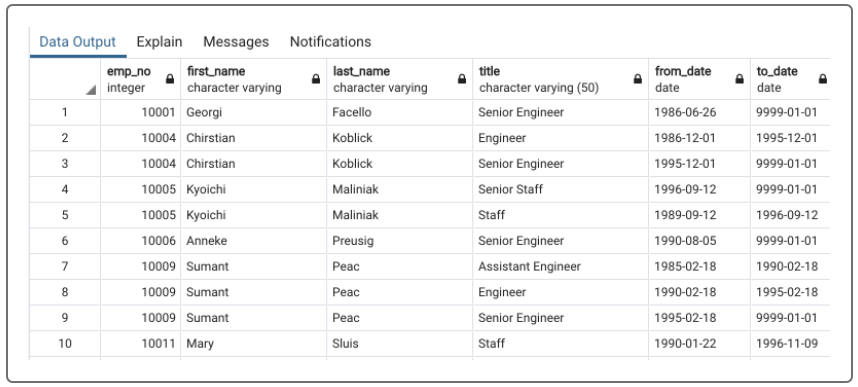 Data Output Explain Messages Notifications
emp_no first_name last_name title from_date to_date
integer character varying character varying character varying (50) date date
1 10001 Georgi Facello Senior Engineer 1986-06-26 9999-01-01
2 10004 Chirstian Koblick Engineer 1986-12-01 1995-12-01
3 10004 Chirstian Koblick Senior Engineer 1995-12-01 9999-01-01
4 10005 Kyoichi Maliniak Senior Staff 1996-09-12 9999-01-01
5 10005 Kyoichi Maliniak Staff 1989-09-12 1996-09-12
6 10006 Anneke Preusig Senior Engineer 1990-08-05 9999-01-01
7 10009 Sumant Peac Assistant Engineer 1985-02-18 1990-02-18
8 10009 Sumant Peac Engineer 1990-02-18 1995-02-18
9 10009 Sumant Peac Senior Engineer 1995-02-18 9999-01-01
10 10011 Mary Sluis Staff 1990-01-22 1996-11-09